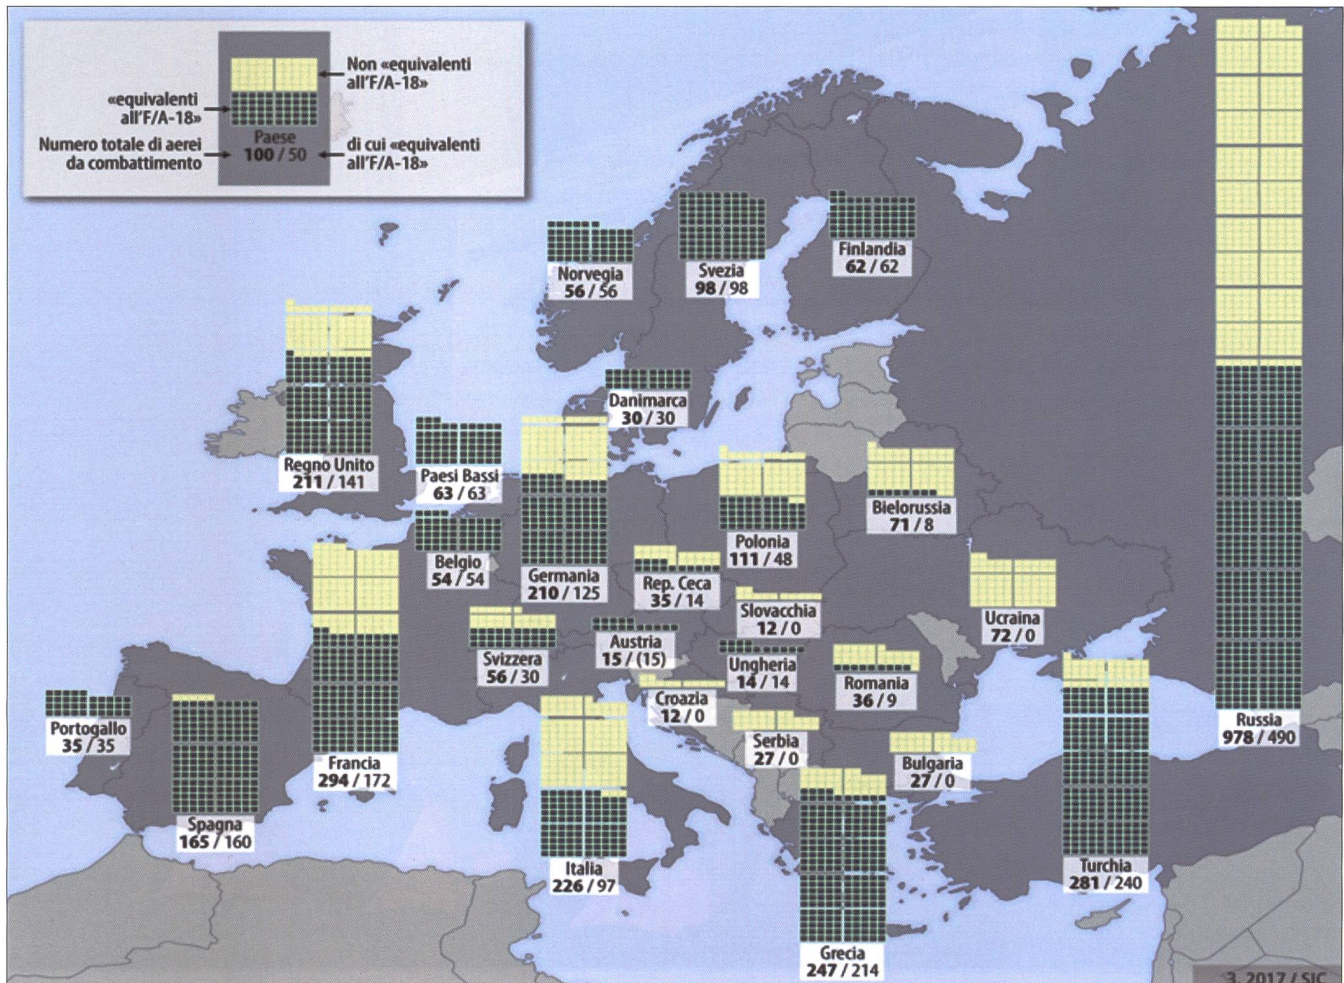 Non «equivalenti
all'F/A-18»
«equivalenti
all'F/A-18»
Paese
Numero totale di aerei
da combattimento
100 / 50
di cui «equivalenti
all'F/A-18»
Norvegia
56 / 56
Svezia
98 / 98
Finlandia
62 / 62
Danimarca
30 / 30
Regno Unito
211 / 141
Paesi Bassi
63 / 63
Belgio
54 / 54
Germania
210 / 125
Polonia
111 / 48
Bielorussia
71 / 8
Rep. Ceca
35 / 14
Slovacchia
12 / 0
Ucraina
72 / 0
Svizzera
56 / 30
Austria
15 / (15)
Ungheria
14 / 14
Romania
36 / 9
Croazia
12 / 0
Portogallo
35 / 35
Francia
294 / 172
Serbia
27 / 0
Bulgaria
27 / 0
Russia
978 / 490
Spagna
165 / 160
Italia
226 / 97
Turchia
281 / 240
Grecia
247 / 214
3. 2017 / SIC